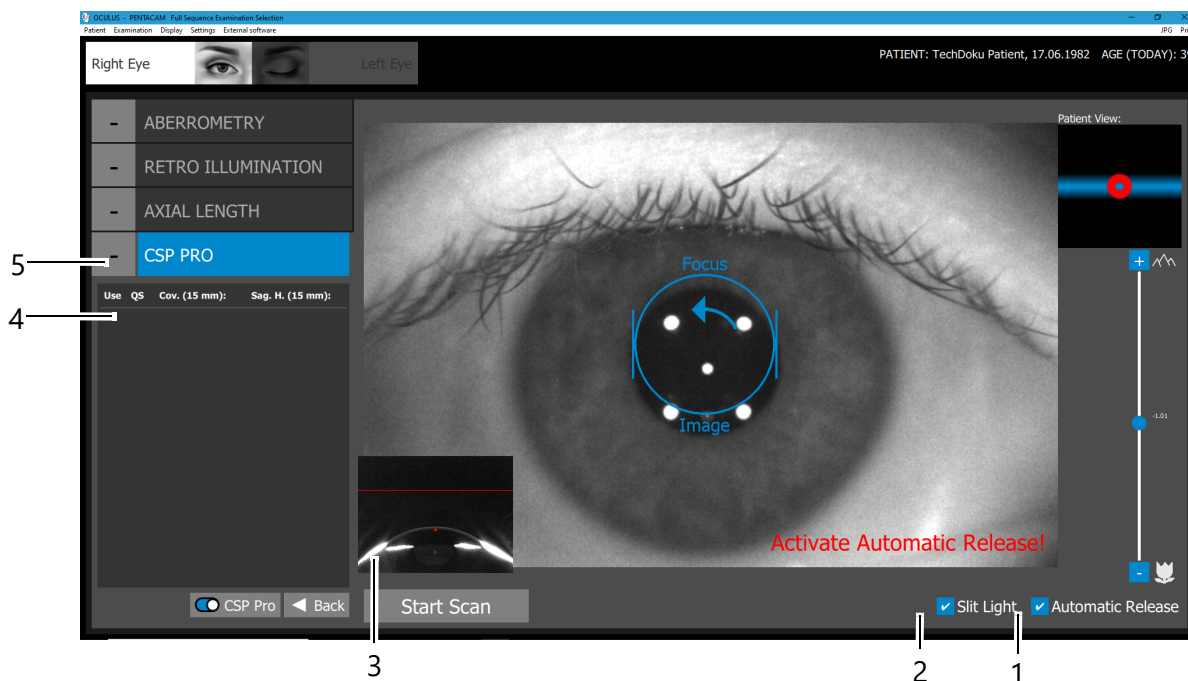 OCULUS - PENTACAM Full Sequence Examination Selection
Patient Examination Display Settings External software
JPG Pri
Right Eye
Left Eye
PATIENT: TechDoku Patient, 17.06.1982 AGE (TODAY): 39
- ABERROMETRY
- RETRO ILLUMINATION
- AXIAL LENGTH
- CSP PRO
Patient View:
Use QS Cov. (15 mm): Sag. H. (15 mm):
Focus
Image
+
-1.01
-
Activate Automatic Release!
CSP Pro
Back
Start Scan
Slit Light
Automatic Release
5
4
3
2
1